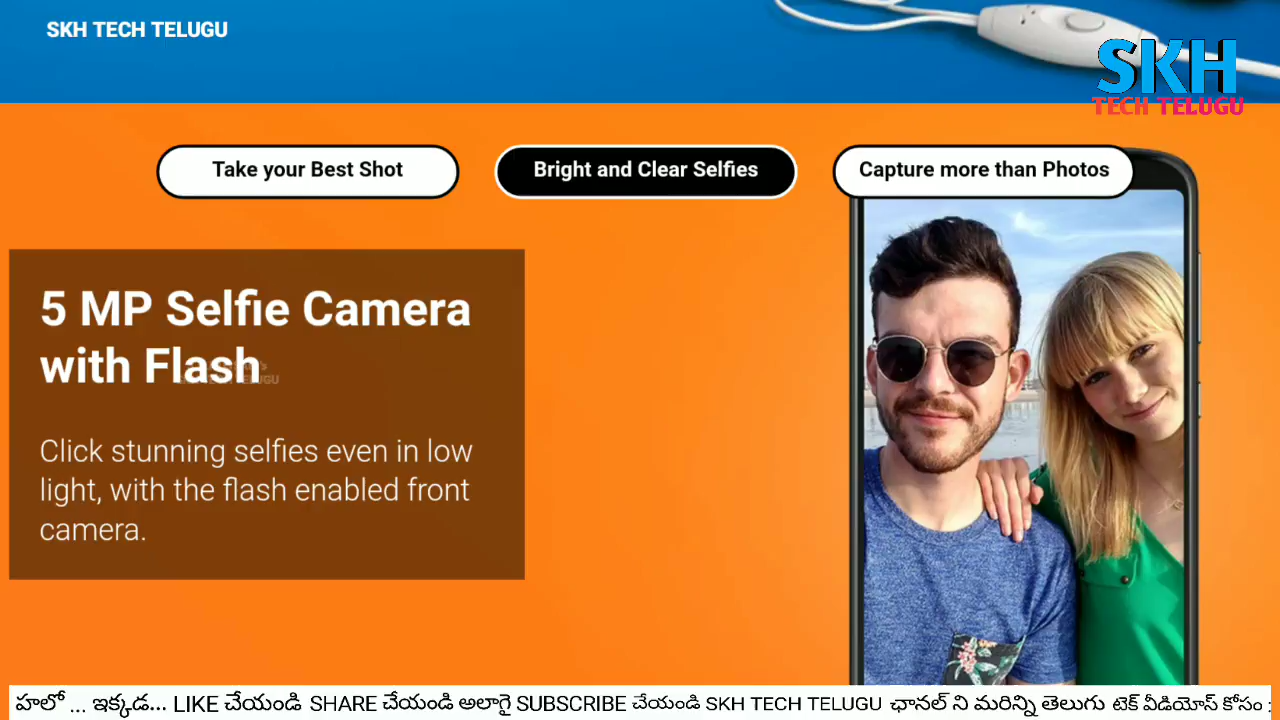 SKH TECH TELUGU
SKH
TECH TELUGU
Take your Best Shot
Bright and Clear Selfies
Capture more than Photos
5 MP Selfie Camera
with Flash
Click stunning selfies even in low
light, with the flash enabled front
camera.
హలో ... ఇక్కడ... LIKE చేయండి SHARE చేయండి అలాగై SUBSCRIBE చేయండి SKH TECH TELUGU ఛానల్ ని మరిన్ని తెలుగు టెక్ వీడియోస్ కోసం :